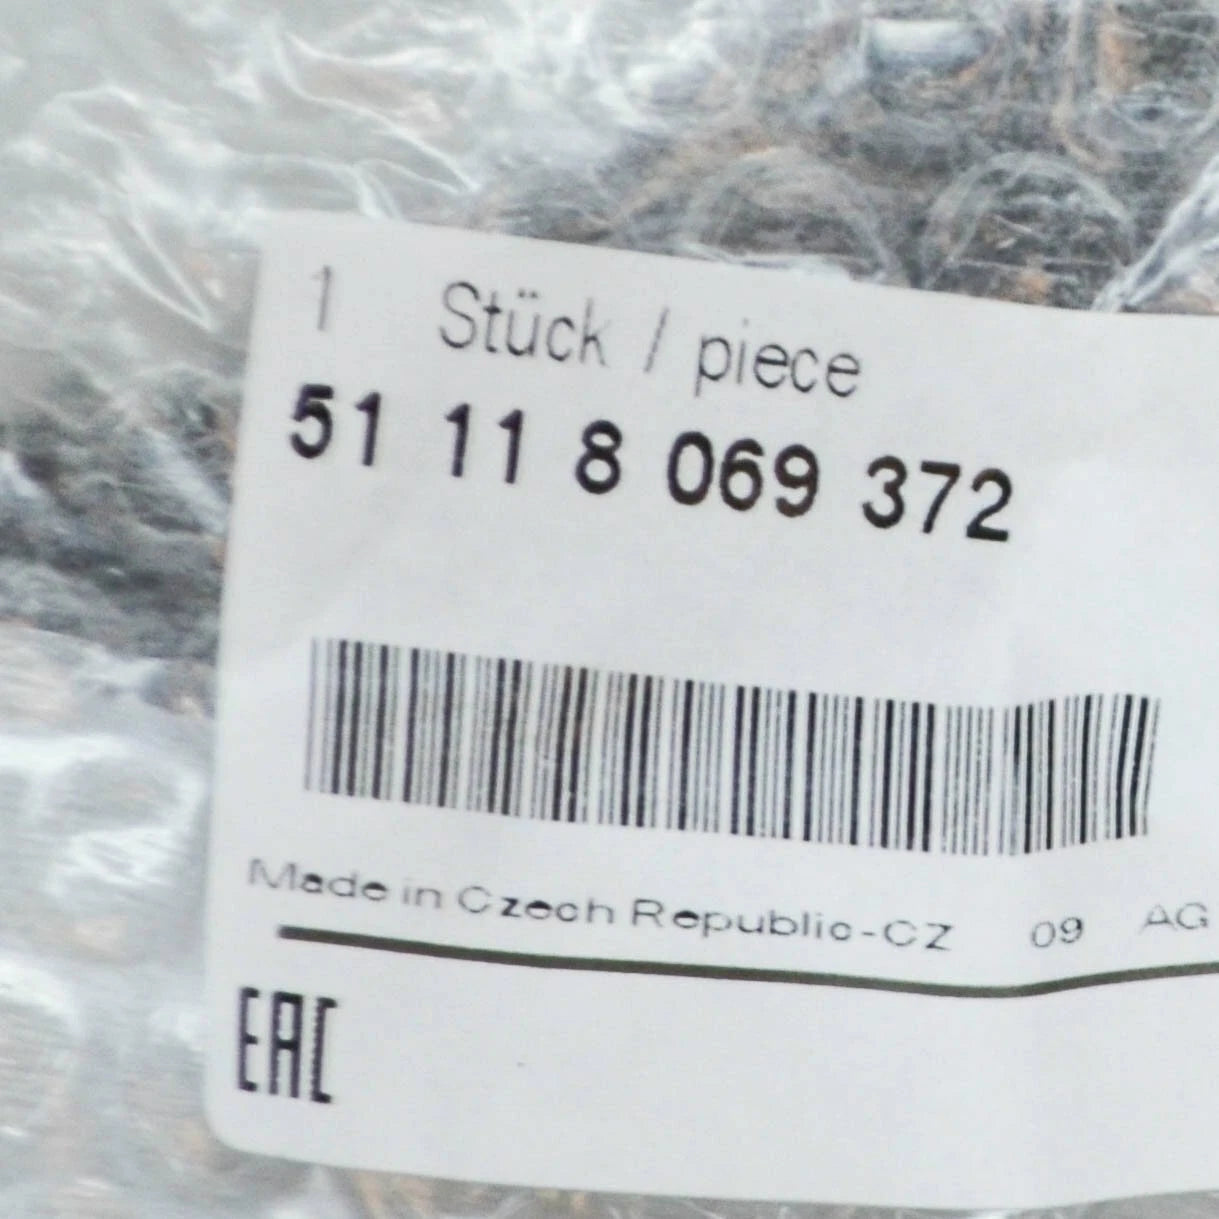 1 Stück / piece
51 11 8 069 372
Made in Czech Republic-CZ 09 AG
EAC